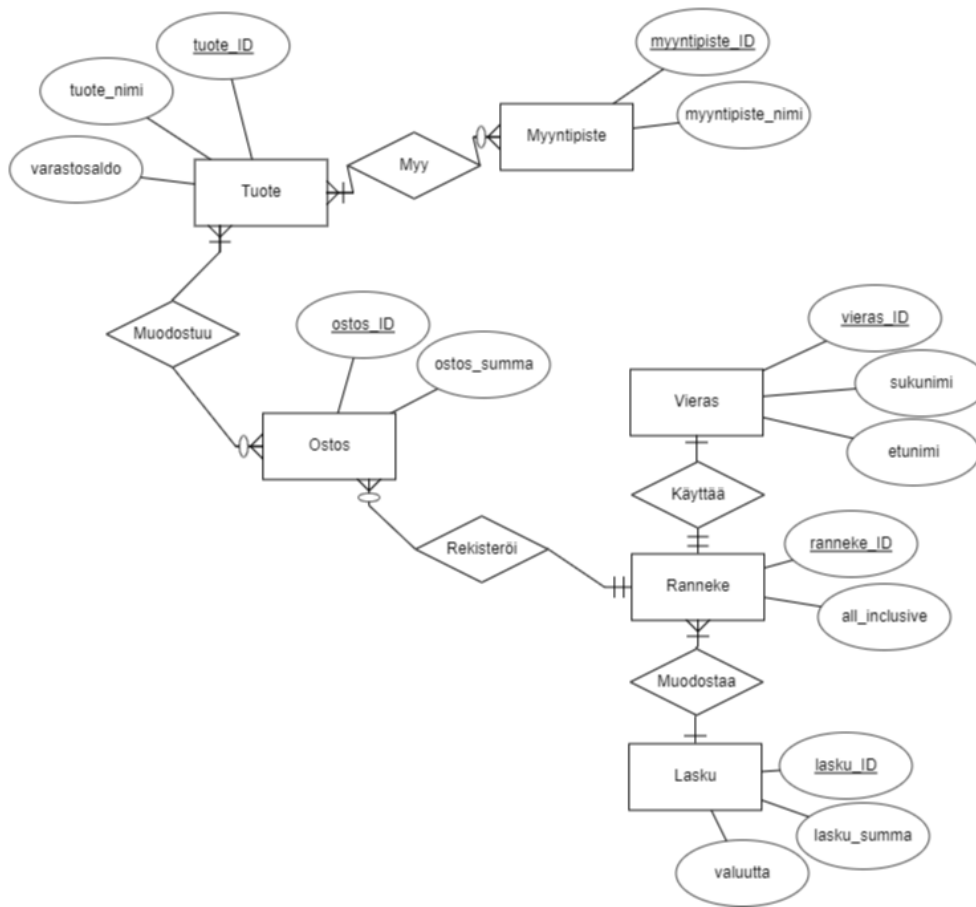 tuote_ID
myyntipiste_ID
tuote_nimi
myyntipiste_nimi
Myyntipiste
Myy
varastosaldo
Tuote
vieras_ID
ostos_ID
Muodostuu
ostos_summa
sukunimi
Vieras
Ostos
etunimi
Käyttää
ranneke_ID
Rekisteröi
Ranneke
all_inclusive
Muodostaa
lasku_ID
Lasku
lasku_summa
valuutta